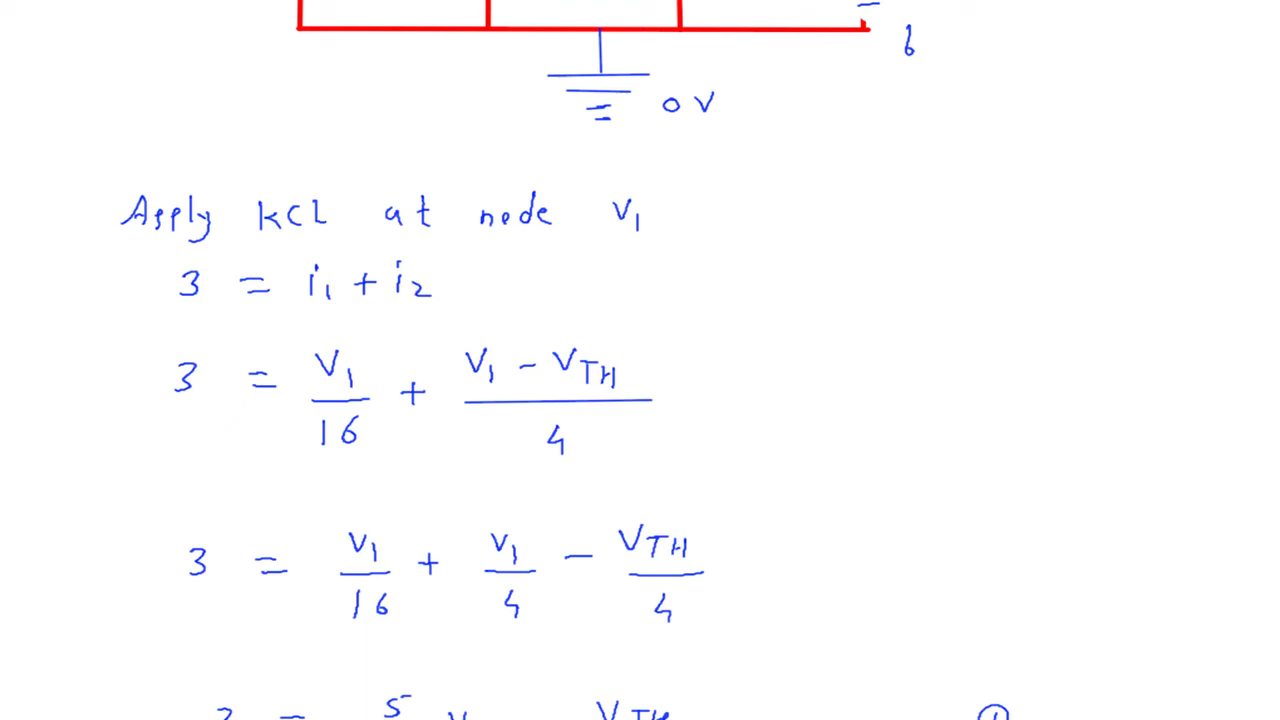 b
0 V
Apply KCL at node V1
3 = i1 + i2
3 = V1/16 + (V1 - VTH)/4
3 = V1/16 + V1/4 - VTH/4